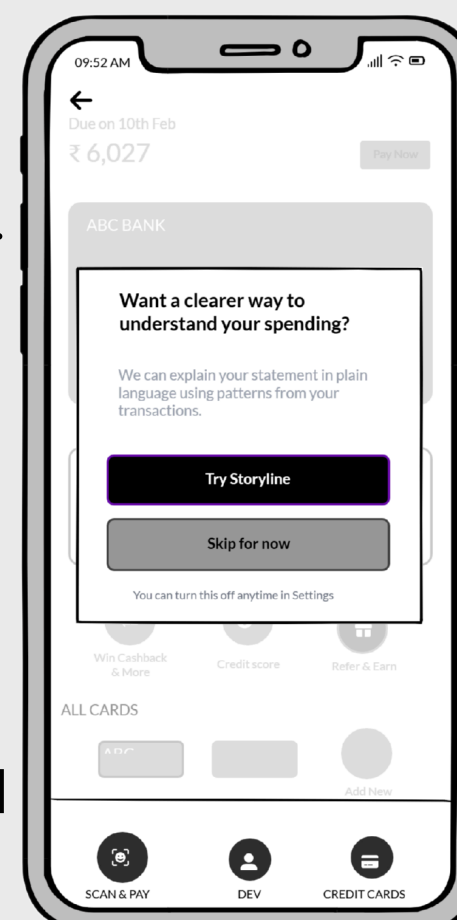 09:52 AM
Due on 10th Feb
₹ 6,027
Pay Now
ABC BANK
Want a clearer way to
understand your spending?
We can explain your statement in plain
language using patterns from your
transactions.
Try Storyline
Skip for now
You can turn this off anytime in Settings
Win Cashback
& More
Credit score
Refer & Earn
ALL CARDS
ABC
Add New
SCAN & PAY
DEV
CREDIT CARDS